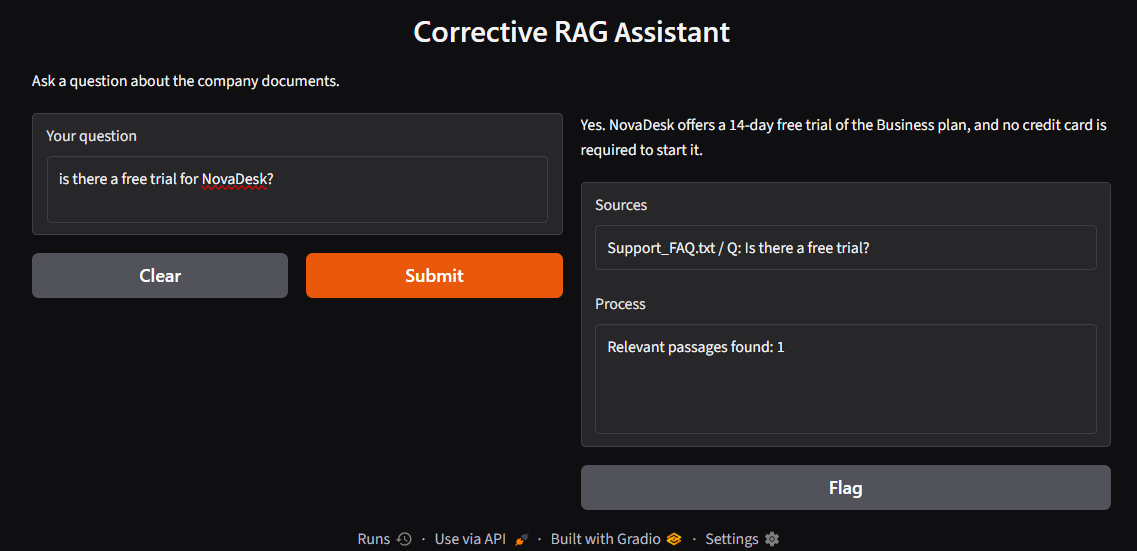 Corrective RAG Assistant
Ask a question about the company documents.
Your question
is there a free trial for NovaDesk?
Clear
Submit
Yes. NovaDesk offers a 14-day free trial of the Business plan, and no credit card is
required to start it.
Sources
Support_FAQ.txt / Q: Is there a free trial?
Process
Relevant passages found: 1
Flag
Runs · Use via API · Built with Gradio · Settings